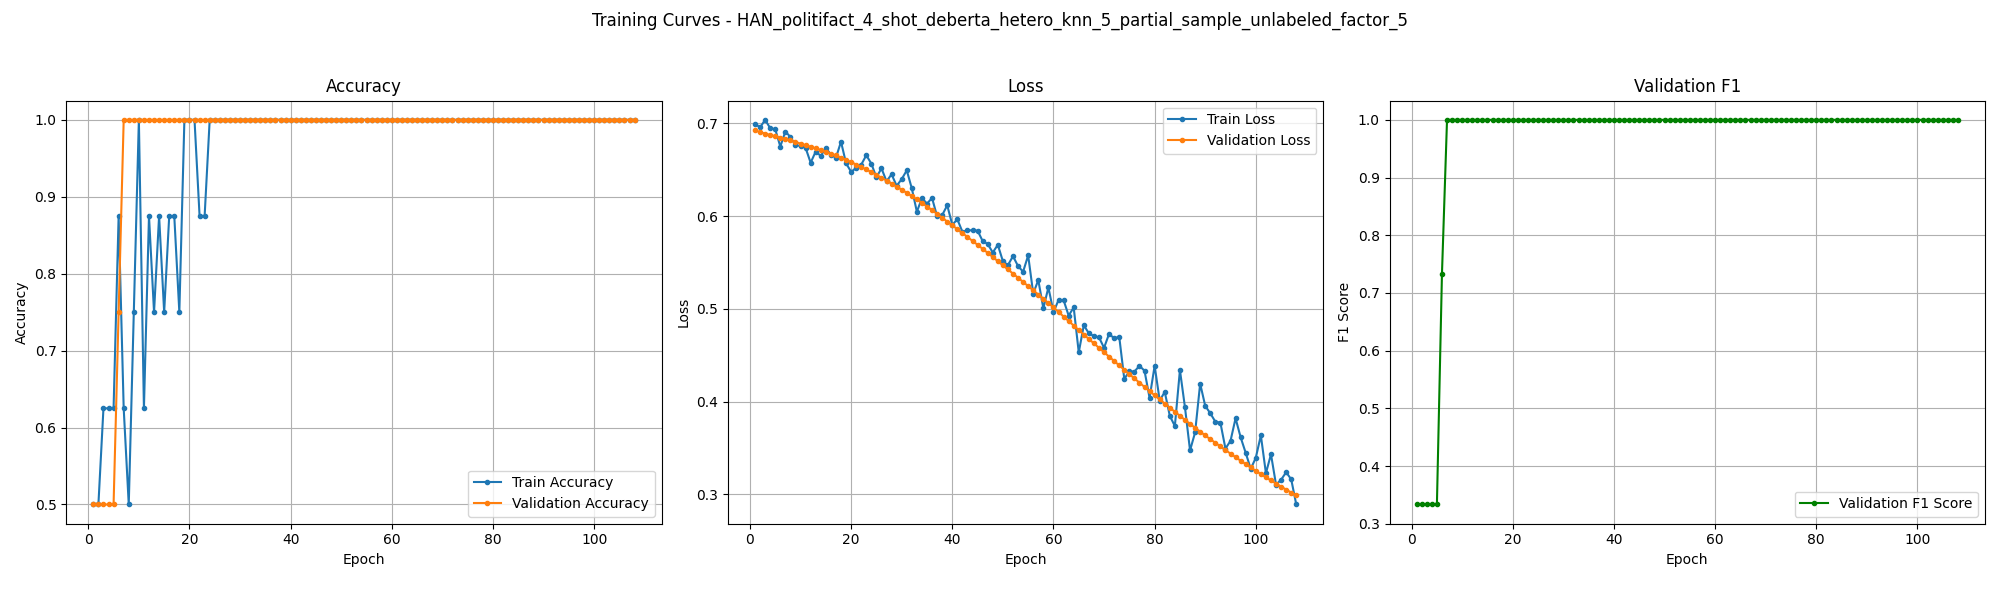 Training Curves - HAN_politifact_4_shot_deberta_hetero_knn_5_partial_sample_unlabeled_factor_5
Accuracy
1.0
0.9
0.8
0.7
0.6
0.5
Accuracy
0 20 40 60 80 100
Epoch
Train Accuracy
Validation Accuracy
Loss
0.7
0.6
0.5
0.4
0.3
Loss
0 20 40 60 80 100
Epoch
Train Loss
Validation Loss
Validation F1
1.0
0.9
0.8
0.7
0.6
0.5
0.4
0.3
F1 Score
0 20 40 60 80 100
Epoch
Validation F1 Score